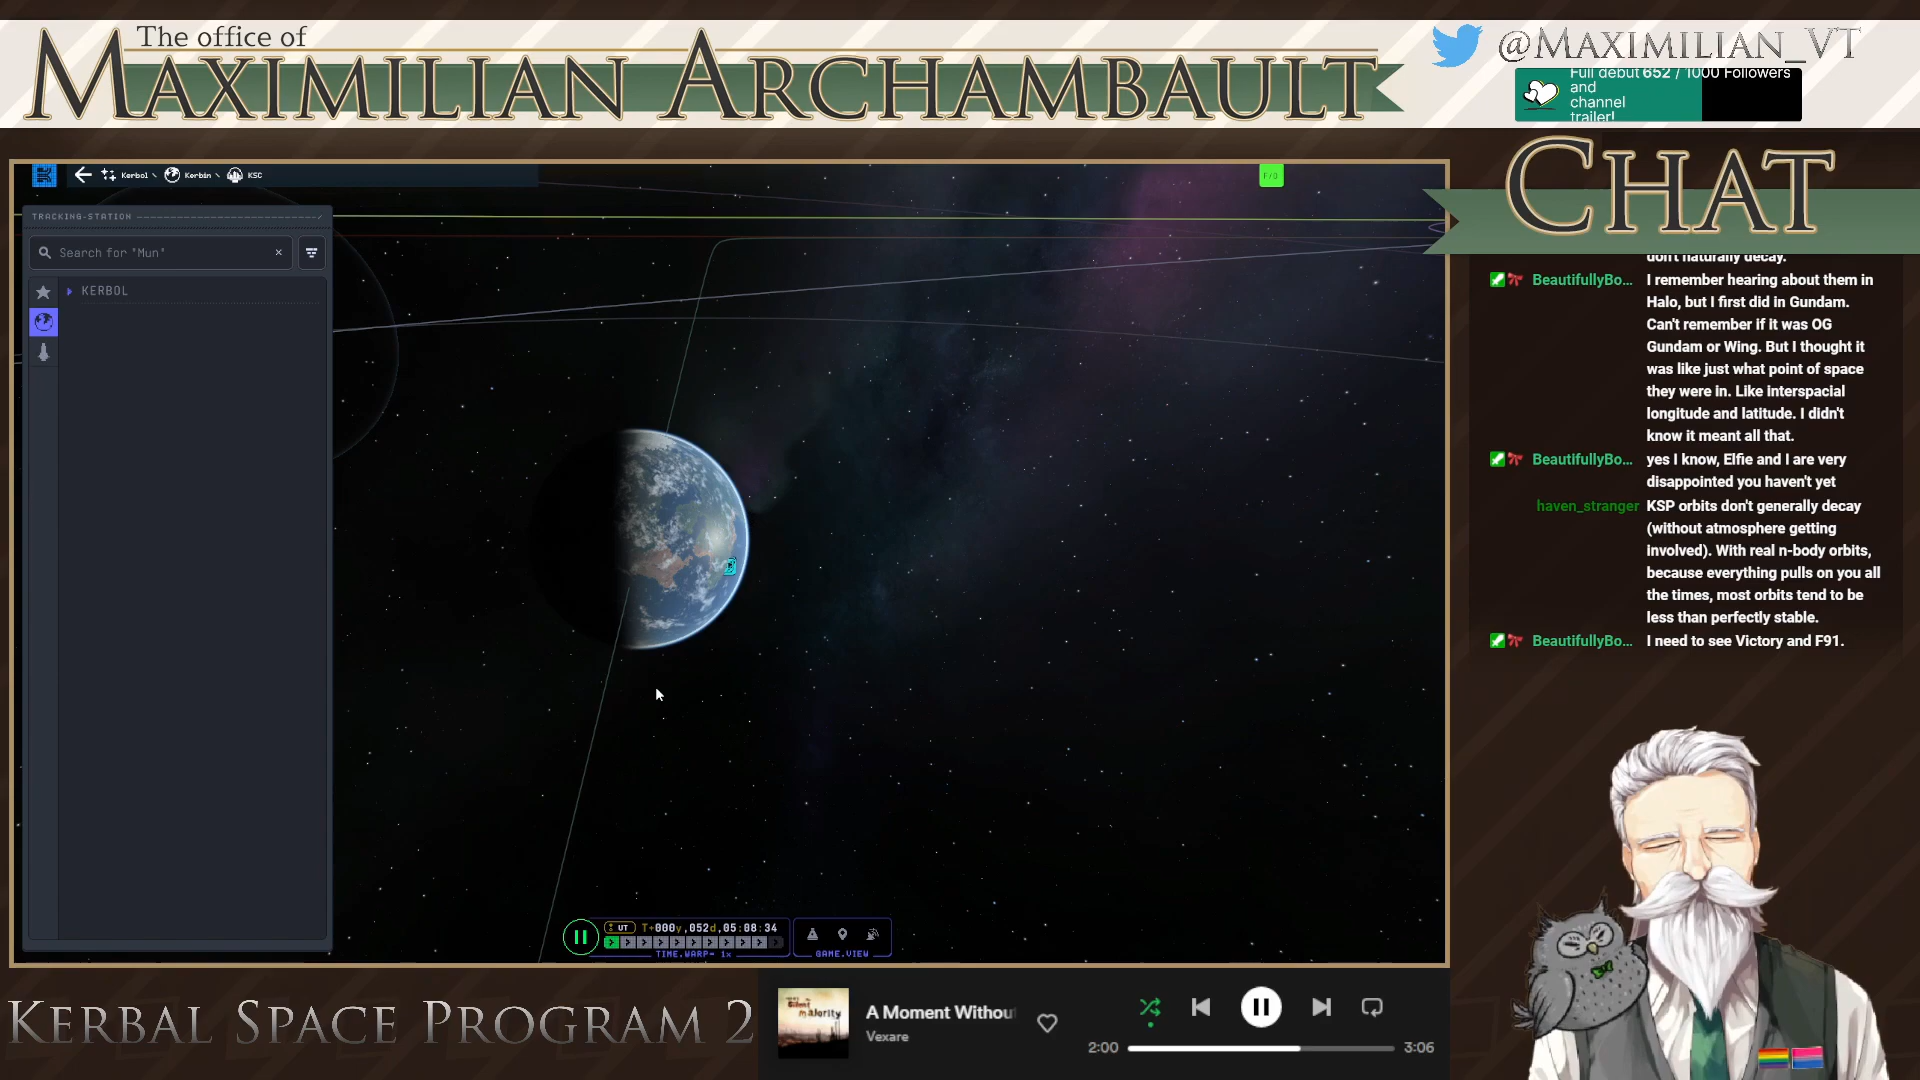 The office of
MAXIMILIAN ARCHAMBAULT
@MAXIMILIAN_VT
Full debut 652 / 1000 Followers
and
channel
trailer!
CHAT
Kerbol \ Kerbin \ KSC
F/O
TRACKING-STATION
Search for "Mun"
KERBOL
don't naturally decay.
BeautifullyBo... I remember hearing about them in
Halo, but I first did in Gundam.
Can't remember if it was OG
Gundam or Wing. But I thought it
was like just what point of space
they were in. Like interspacial
longitude and latitude. I didn't
know it meant all that.
BeautifullyBo... yes I know, Elfie and I are very
disappointed you haven't yet
haven_stranger KSP orbits don't generally decay
(without atmosphere getting
involved). With real n-body orbits,
because everything pulls on you all
the times, most orbits tend to be
less than perfectly stable.
BeautifullyBo... I need to see Victory and F91.
UT T+000y,052d,05:08:34
TIME.WARP= 1x
GAME.VIEW
KERBAL SPACE PROGRAM 2
Silent
majority
A Moment Withou
Vexare
2:00
3:06